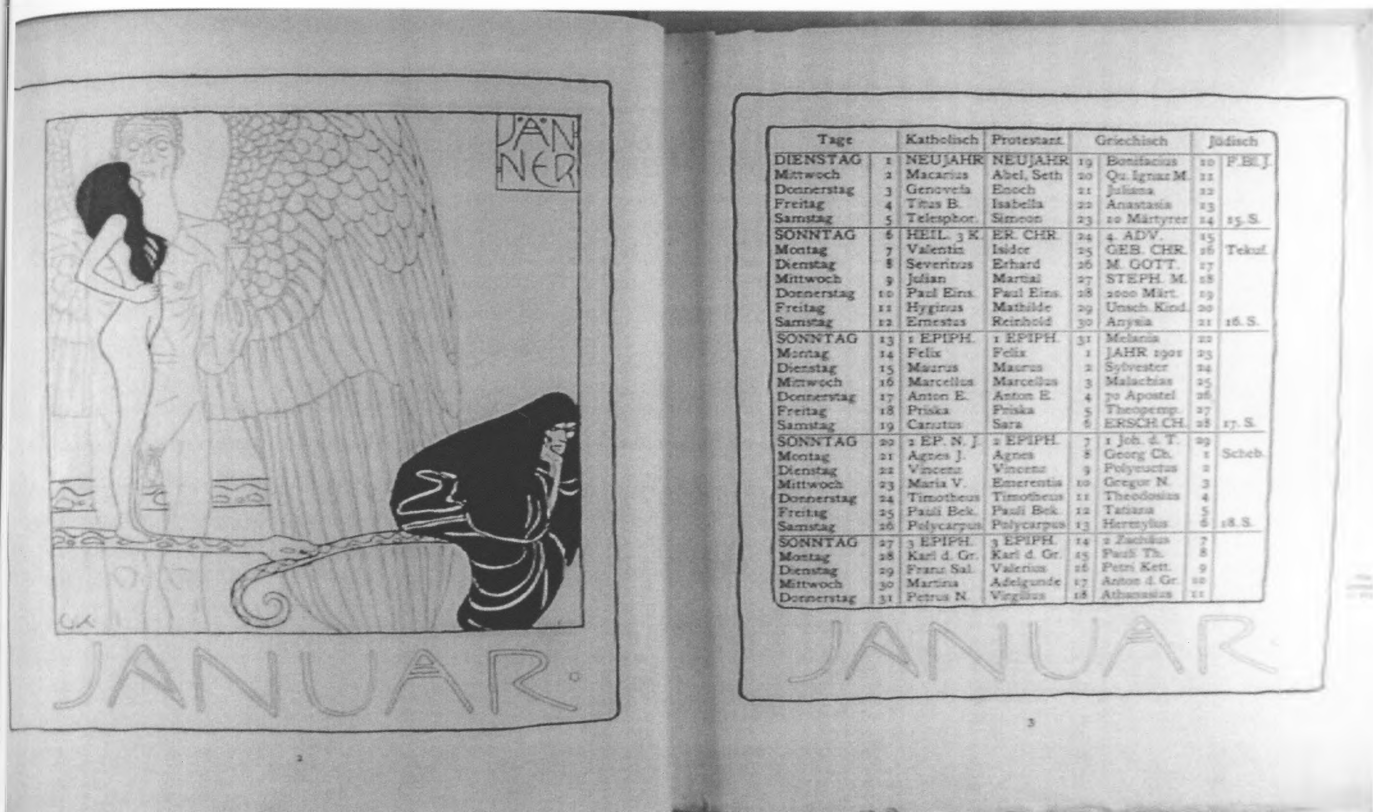 JÄN
NER
GK
JANUAR
2
Tage Katholisch Protestant. Griechisch Jüdisch
DIENSTAG 1 NEUJAHR NEUJAHR 19 Bonifacius 10 F. Bl. J.
Mittwoch 2 Macarius Abel, Seth 20 Qu. Ignaz M. 11
Donnerstag 3 Genovefa Enoch 21 Juliana 12
Freitag 4 Titus B. Isabella 22 Anastasia 13
Samstag 5 Telesphor. Simeon 23 10 Märtyrer 14 15. S.
SONNTAG 6 HEIL. 3 K. ER. CHR. 24 4. ADV. 15
Montag 7 Valentin Isidor 25 GEB. CHR. 16 Tekuf.
Dienstag 8 Severinus Erhard 26 M. GOTT. 17
Mittwoch 9 Julian Martial 27 STEPH. M. 18
Donnerstag 10 Paul Eins. Paul Eins. 28 2000 Märt. 19
Freitag 11 Hyginus Mathilde 29 Unsch. Kind. 20
Samstag 12 Ernestus Reinhold 30 Anysia 21 16. S.
SONNTAG 13 1 EPIPH. 1 EPIPH. 31 Melania 22
Montag 14 Felix Felix 1 JAHR 1901 23
Dienstag 15 Maurus Maurus 2 Sylvester 24
Mittwoch 16 Marcellus Marcellus 3 Malachias 25
Donnerstag 17 Anton E. Anton E. 4 70 Apostel 26
Freitag 18 Priska Priska 5 Theopemp. 27
Samstag 19 Canutus Sara 6 ERSCH. CH. 28 17. S.
SONNTAG 20 2 EP. N. J. 2 EPIPH. 7 1 Joh. d. T. 29
Montag 21 Agnes J. Agnes 8 Georg Ch. 1 Scheb.
Dienstag 22 Vincenz Vincenz 9 Polyeuctus 2
Mittwoch 23 Maria V. Emerentia 10 Gregor N. 3
Donnerstag 24 Timotheus Timotheus 11 Theodosius 4
Freitag 25 Pauli Bek. Pauli Bek. 12 Tatiana 5
Samstag 26 Polycarpus Polycarpus 13 Hermylus 6 18. S.
SONNTAG 27 3 EPIPH. 3 EPIPH. 14 2 Zachäus 7
Montag 28 Karl d. Gr. Karl d. Gr. 15 Pauli Th. 8
Dienstag 29 Franz Sal. Valerius 16 Petri Kett. 9
Mittwoch 30 Martina Adelgunde 17 Anton d. Gr. 10
Donnerstag 31 Petrus N. Virgilius 18 Athanasius 11
JANUAR
3